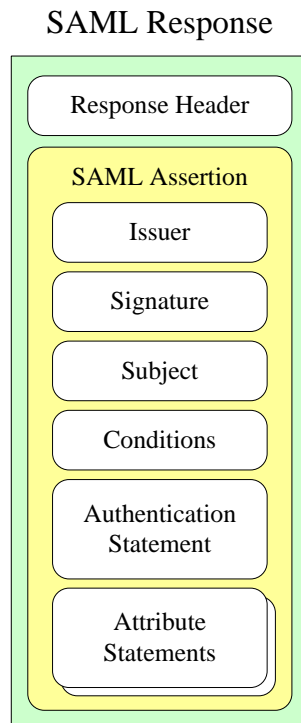 SAML Response
Response Header
SAML Assertion
Issuer
Signature
Subject
Conditions
Authentication
Statement
Attribute
Statements